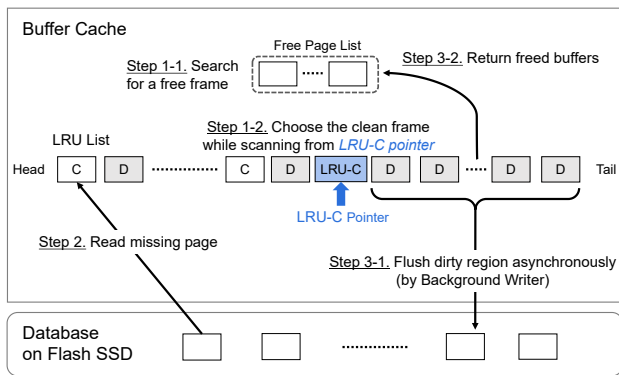 Buffer Cache
Free Page List
Step 1-1. Search
for a free frame
Step 3-2. Return freed buffers
Step 1-2. Choose the clean frame
while scanning from LRU-C pointer
LRU List
Head C D C D LRU-C D D D D Tail
LRU-C Pointer
Step 2. Read missing page
Step 3-1. Flush dirty region asynchronously
(by Background Writer)
Database
on Flash SSD